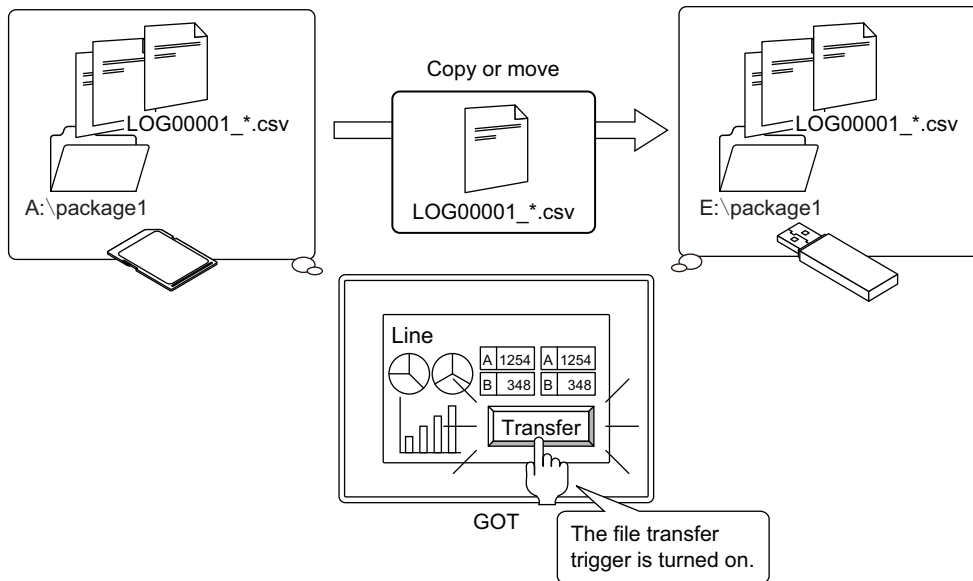 LOG00001_*.csv
A:\package1
Copy or move
LOG00001_*.csv
LOG00001_*.csv
E:\package1
Line
A 1254 A 1254
B 348 B 348
Transfer
GOT
The file transfer
trigger is turned on.